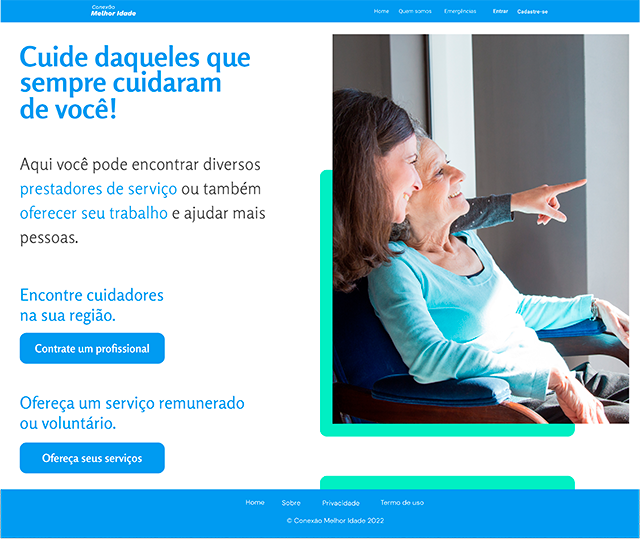 Conexão
Melhor Idade
Home Quem somos Emergências Entrar Cadastre-se
Cuide daqueles que
sempre cuidaram
de você!
Aqui você pode encontrar diversos
prestadores de serviço ou também
oferecer seu trabalho e ajudar mais
pessoas.
Encontre cuidadores
na sua região.
Contrate um profissional
Ofereça um serviço remunerado
ou voluntário.
Ofereça seus serviços
Home Sobre Privacidade Termo de uso
© Conexão Melhor Idade 2022